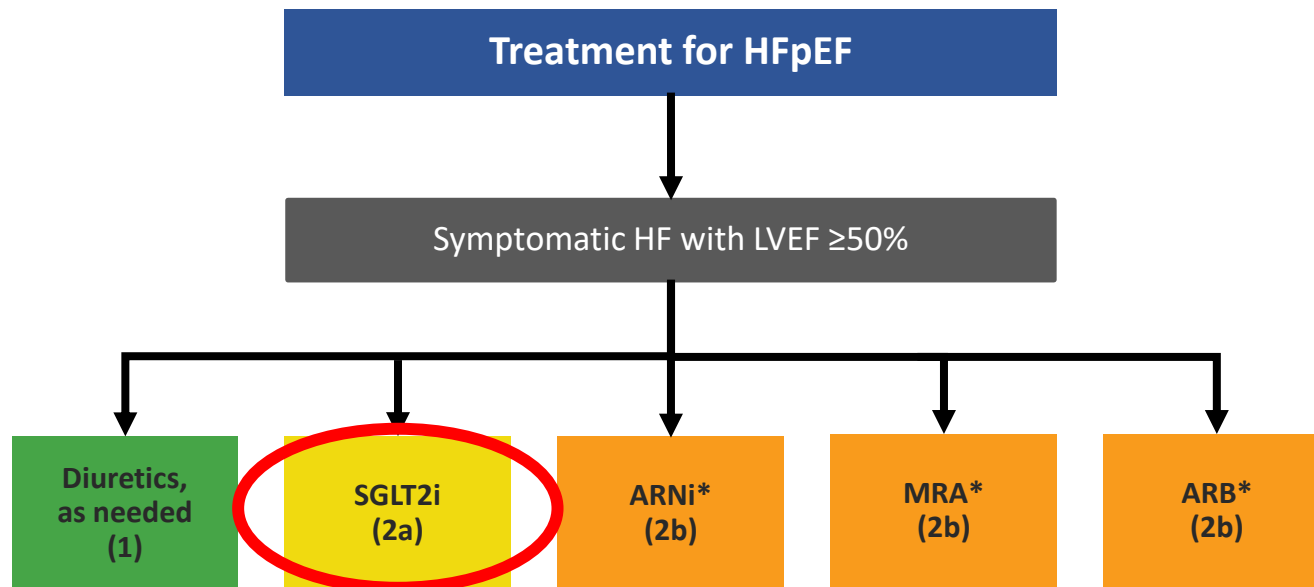 Treatment for HFpEF
Symptomatic HF with LVEF ≥50%
Diuretics,
as needed
(1)
SGLT2i
(2a)
ARNi*
(2b)
MRA*
(2b)
ARB*
(2b)